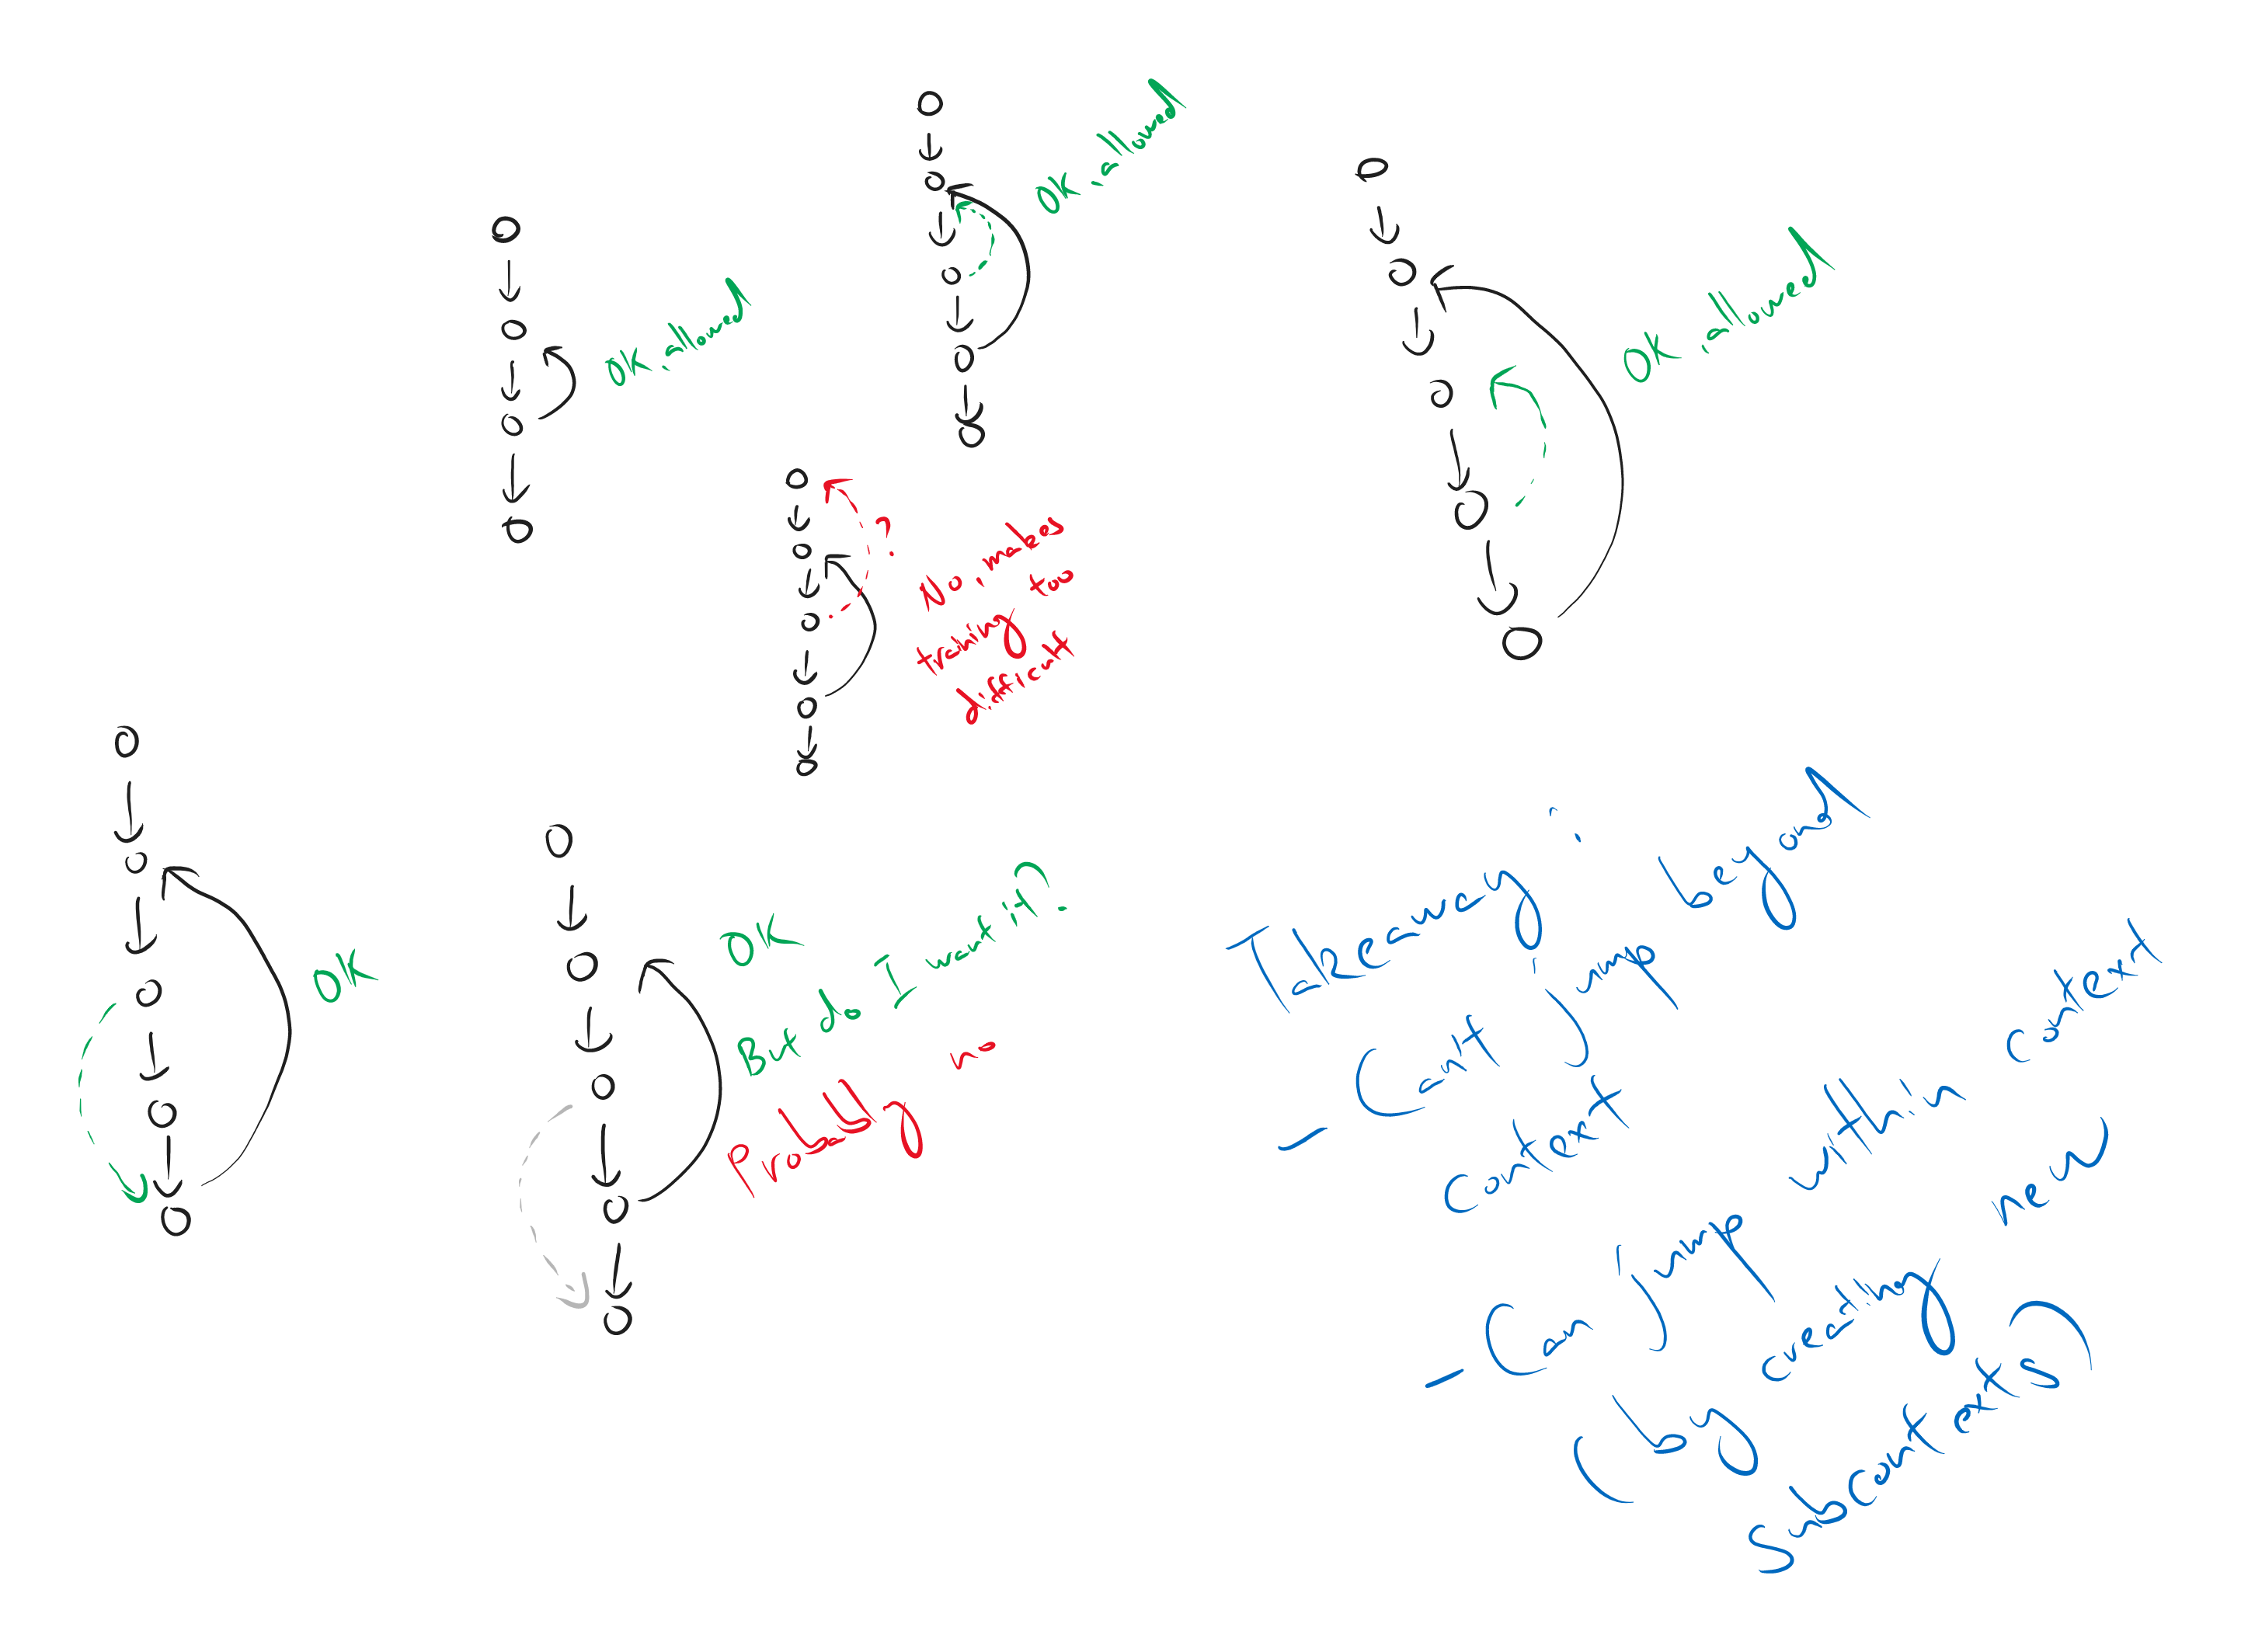 OK, allowed
OK, allowed
OK, allowed
?
No, makes
training too
difficult
OK
OK
But do I want it?
Probably no
Takeaway:
- Can't jump beyond
context
- Can jump within context
(by creating new
subcontexts)